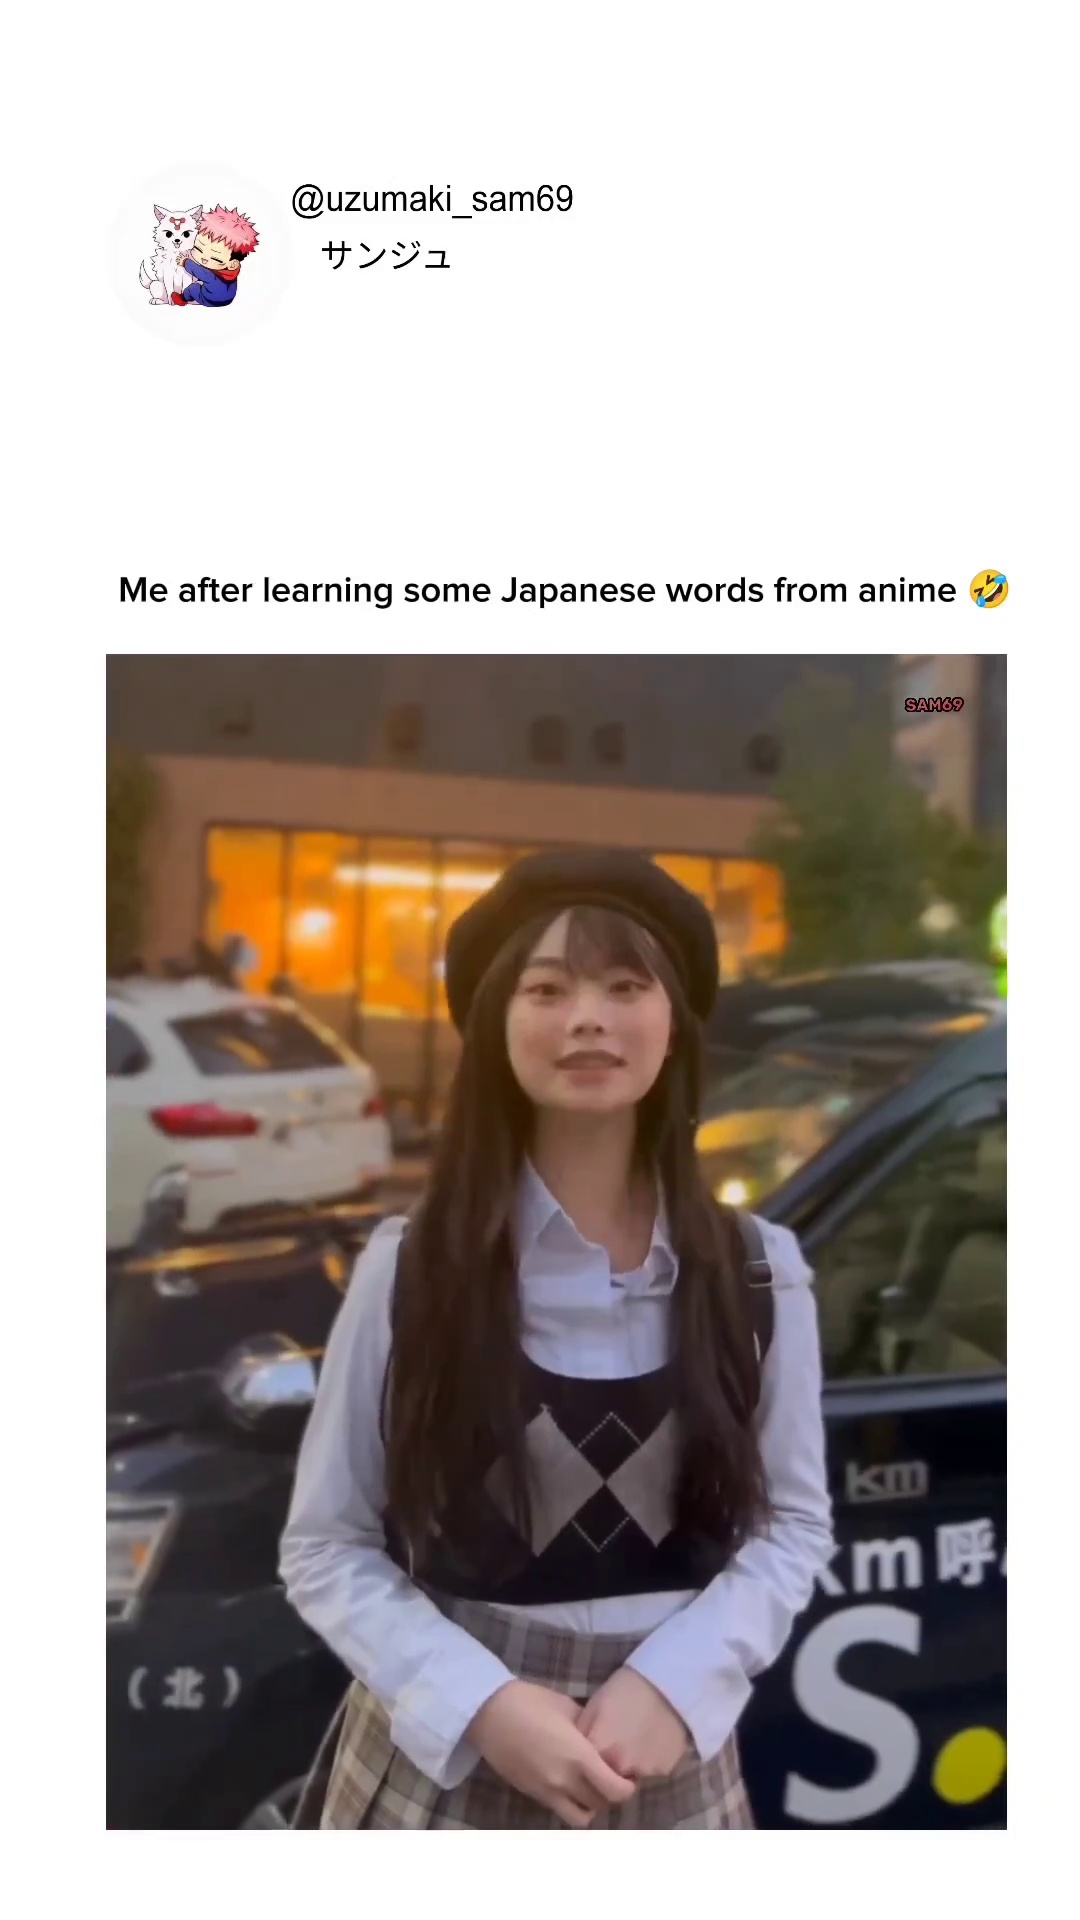 @uzumaki_sam69
サンジュ
Me after learning some Japanese words from anime 🤣
SAM69
km
km 呼
(北)
S.